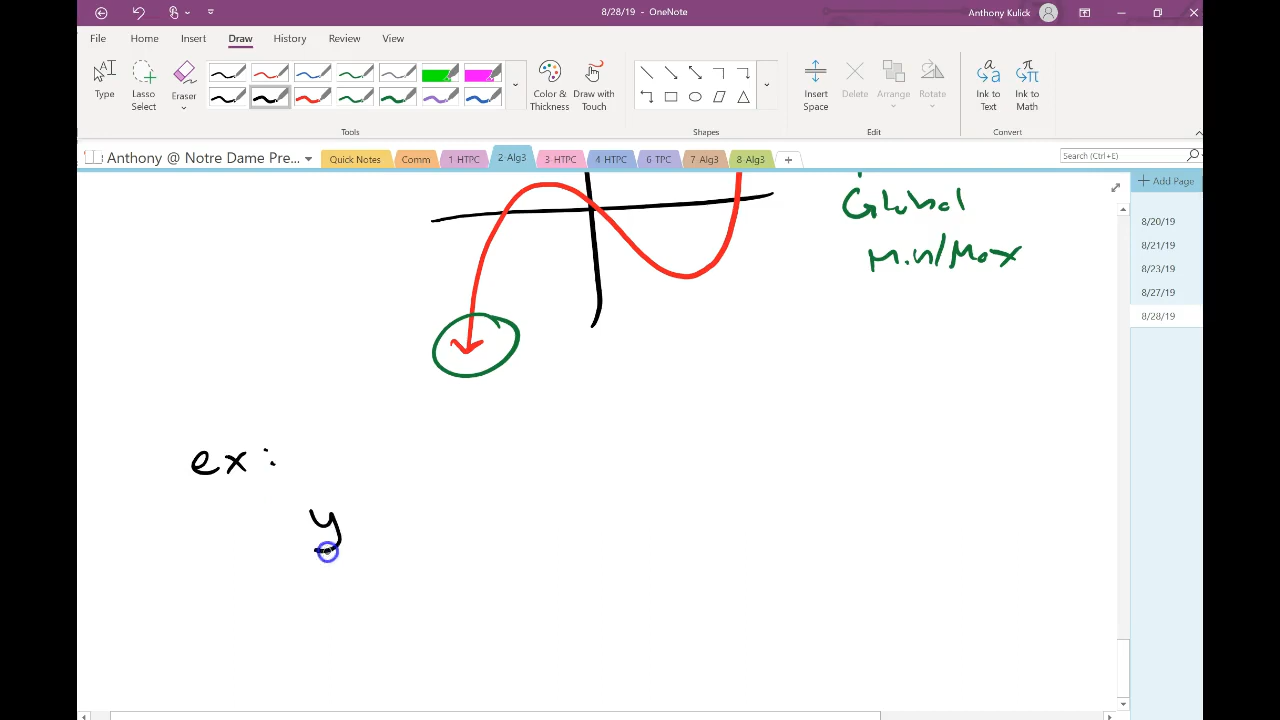 8/28/19 - OneNote
Anthony Kulick
File Home Insert Draw History Review View
Type
Lasso Select
Eraser
Color & Thickness
Draw with Touch
Insert Space
Delete
Arrange
Rotate
Ink to Text
Ink to Math
Tools
Shapes
Edit
Convert
Anthony @ Notre Dame Pre...
Quick Notes Comm 1 HTPC 2 Alg3 3 HTPC 4 HTPC 6 TPC 7 Alg3 8 Alg3 +
Search (Ctrl+E)
+ Add Page
8/20/19
8/21/19
8/23/19
8/27/19
8/28/19
Global
Min/Max
ex:
y